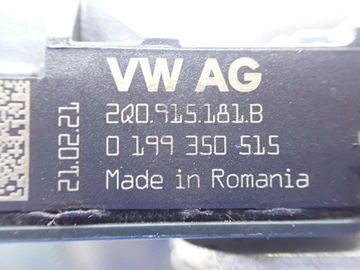 VW AG
2Q0.915.181.B
0 199 350 515
Made in Romania
21.02.21